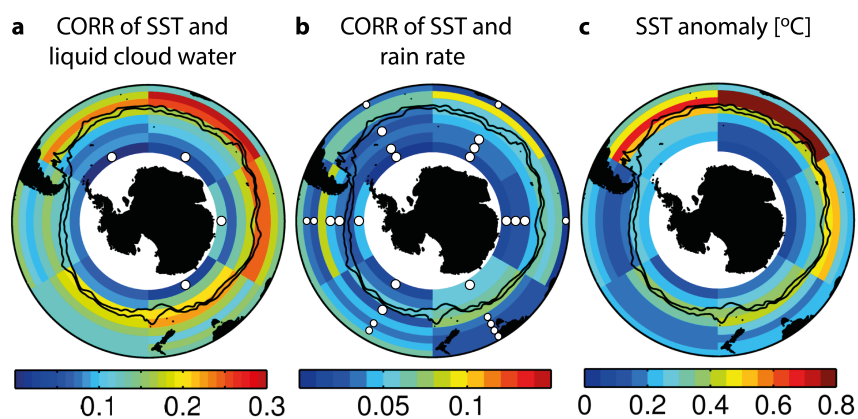 a CORR of SST and
liquid cloud water
b CORR of SST and
rain rate
c SST anomaly [ºC]
0.1 0.2 0.3
0.05 0.1
0 0.2 0.4 0.6 0.8